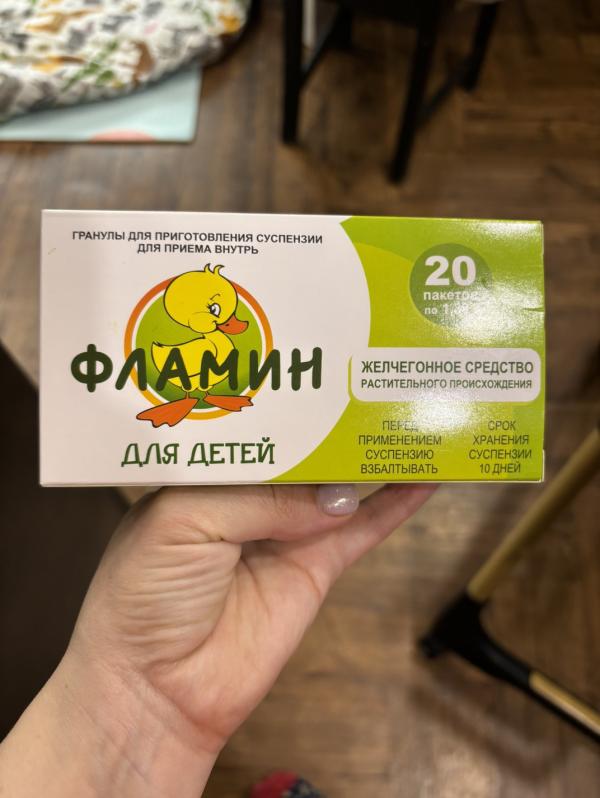 ГРАНУЛЫ ДЛЯ ПРИГОТОВЛЕНИЯ СУСПЕНЗИИ
ДЛЯ ПРИЕМА ВНУТРЬ
ФЛАМИН
ДЛЯ ДЕТЕЙ
20
пакетов
по
ЖЕЛЧЕГОННОЕ СРЕДСТВО
РАСТИТЕЛЬНОГО ПРОИСХОЖДЕНИЯ
ПЕРЕД
ПРИМЕНЕНИЕМ
СУСПЕНЗИЮ
ВЗБАЛТЫВАТЬ
СРОК
ХРАНЕНИЯ
СУСПЕНЗИИ
10 ДНЕЙ